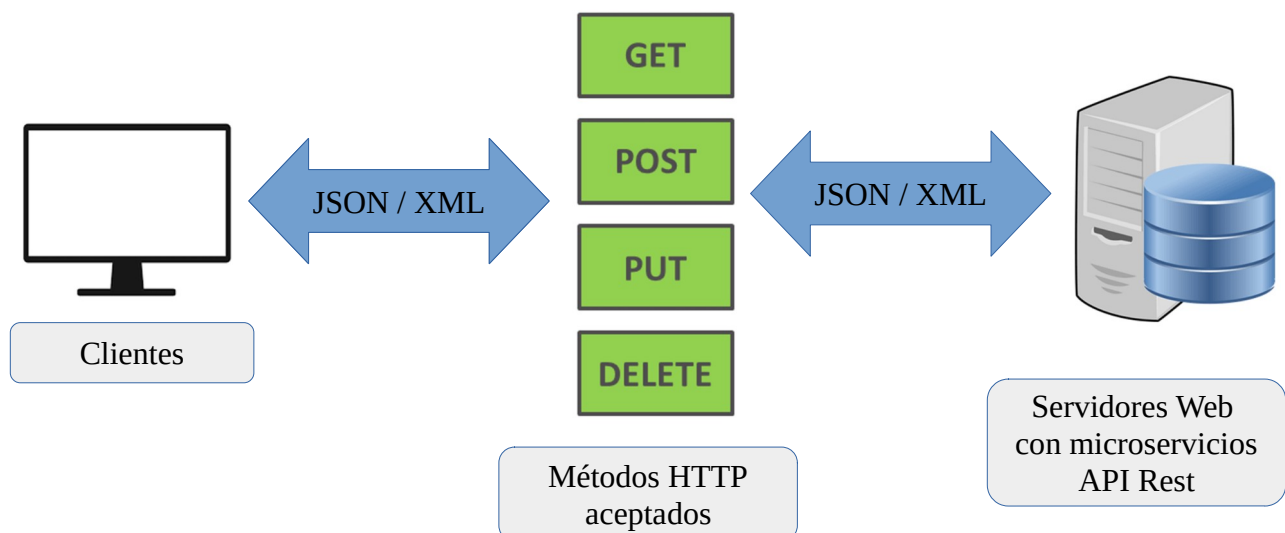 GET
POST
PUT
DELETE
JSON / XML
JSON / XML
Clientes
Métodos HTTP
aceptados
Servidores Web
con microservicios
API Rest